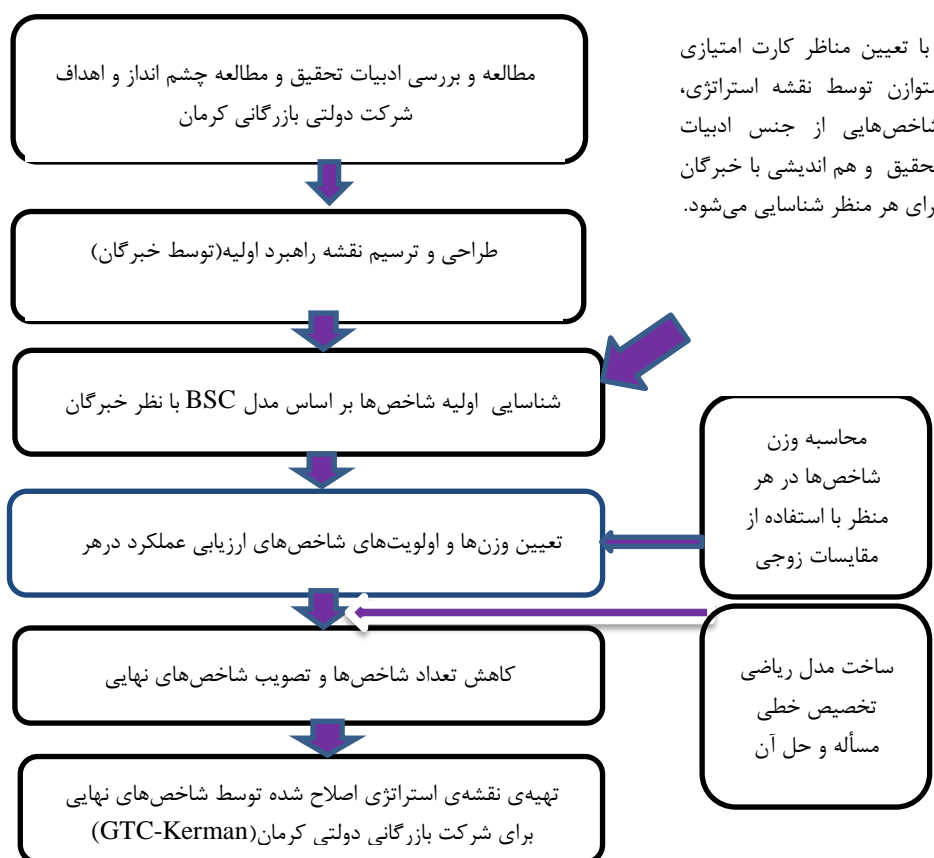 مطالعه و بررسی ادبیات تحقیق و مطالعه چشم انداز و اهداف
شرکت دولتی بازرگانی کرمان
با تعیین مناظر کارت امتیازی
توسط نقشه استراتژی،
از جنس ادبیات
و هم اندیشی با خبرگان
هر منظر شناسایی می‌شود.
طراحی و ترسیم نقشه راهبرد اولیه(توسط خبرگان)
شناسایی اولیه شاخص‌ها بر اساس مدل BSC با نظر خبرگان
محاسبه وزن
شاخص‌ها در هر
منظر با استفاده از
مقایسات زوجی
تعیین وزن‌ها و اولویت‌های شاخص‌های ارزیابی عملکرد درهر
ساخت مدل ریاضی
تخصیص خطی
مسأله و حل آن
کاهش تعداد شاخص‌ها و تصویب شاخص‌های نهایی
تهیه‌ی نقشه‌ی استراتژی اصلاح شده توسط شاخص‌های نهایی
برای شرکت بازرگانی دولتی کرمان(GTC-Kerman)